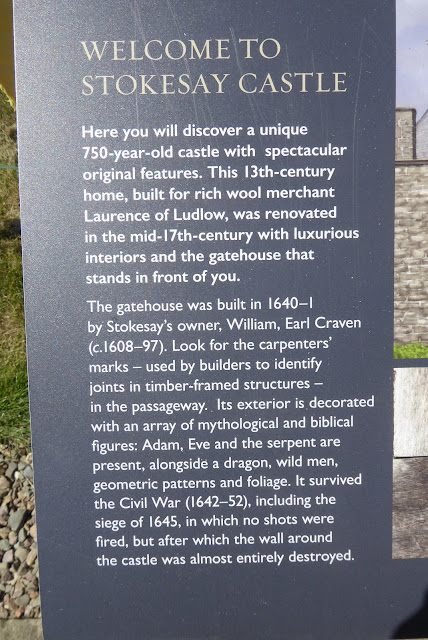 WELCOME TO
STOKESAY CASTLE
Here you will discover a unique
750-year-old castle with spectacular
original features. This 13th-century
home, built for rich wool merchant
Laurence of Ludlow, was renovated
in the mid-17th-century with luxurious
interiors and the gatehouse that
stands in front of you.
The gatehouse was built in 1640–1
by Stokesay's owner, William, Earl Craven
(c.1608–97). Look for the carpenters'
marks – used by builders to identify
joints in timber-framed structures –
in the passageway. Its exterior is decorated
with an array of mythological and biblical
figures: Adam, Eve and the serpent are
present, alongside a dragon, wild men,
geometric patterns and foliage. It survived
the Civil War (1642–52), including the
siege of 1645, in which no shots were
fired, but after which the wall around
the castle was almost entirely destroyed.